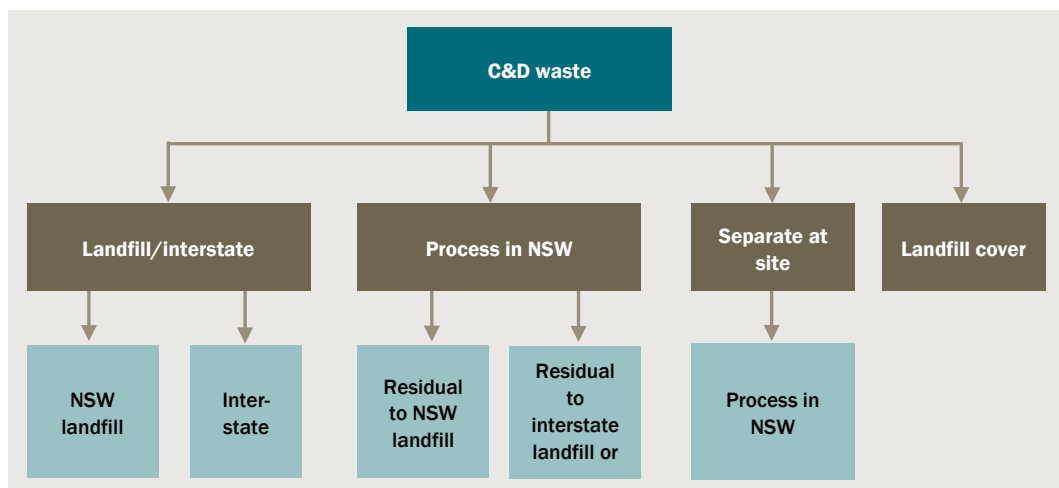 C&D waste
Landfill/interstate
Process in NSW
Separate at
site
Landfill cover
NSW
landfill
Inter-
state
Residual
to NSW
landfill
Residual
to
interstate
landfill or
Process in
NSW